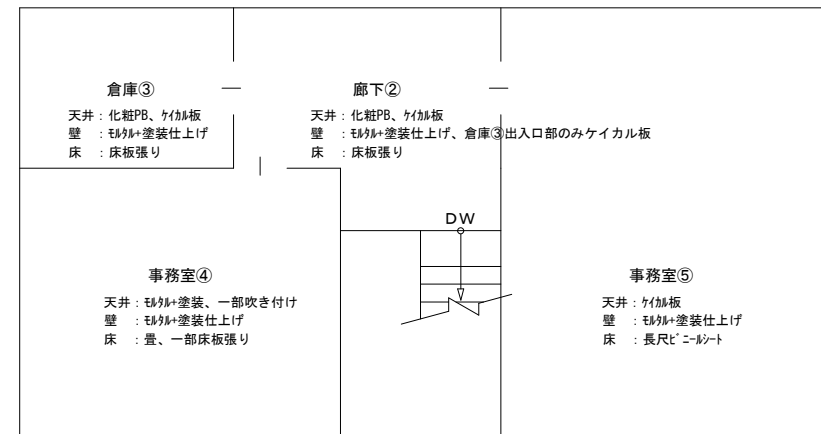 倉庫③
天井：化粧PB、ｹｲｶﾙ板
壁　：ﾓﾙﾀﾙ+塗装仕上げ
床　：床板張り
廊下②
天井：化粧PB、ｹｲｶﾙ板
壁　：ﾓﾙﾀﾙ+塗装仕上げ、倉庫③出入口部のみケイカル板
床　：床板張り
DW
事務室④
天井：ﾓﾙﾀﾙ+塗装、一部吹き付け
壁　：ﾓﾙﾀﾙ+塗装仕上げ
床　：畳、一部床板張り
事務室⑤
天井：ｹｲｶﾙ板
壁　：ﾓﾙﾀﾙ+塗装仕上げ
床　：長尺ﾋﾞﾆｰﾙｼｰﾄ